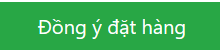 Đồng ý đặt hàng